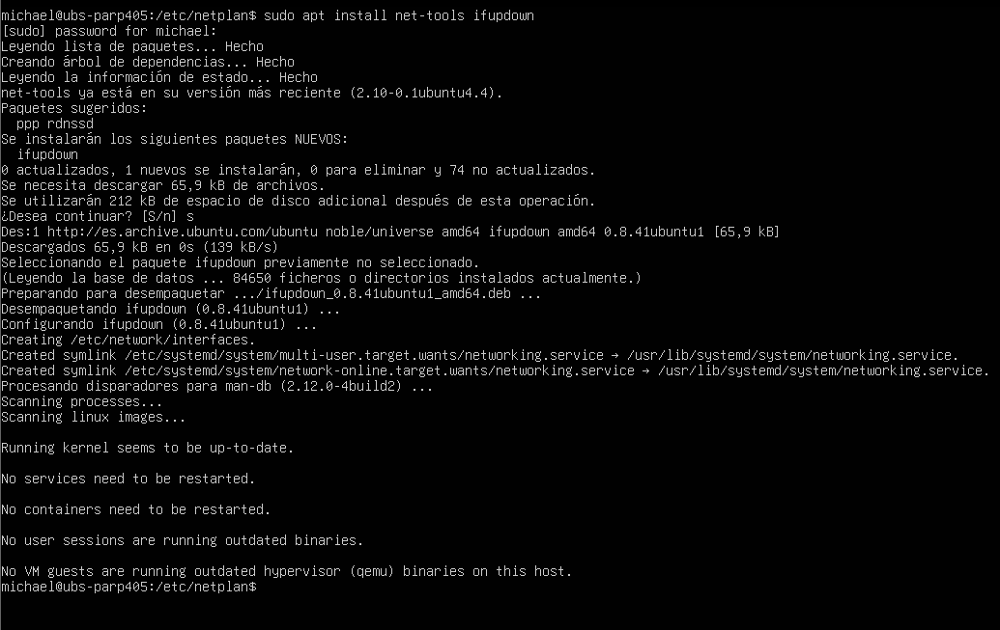 michael@ubs-parp405:/etc/netplan$ sudo apt install net-tools ifupdown
[sudo] password for michael:
Leyendo lista de paquetes... Hecho
Creando árbol de dependencias... Hecho
Leyendo la información de estado... Hecho
net-tools ya está en su versión más reciente (2.10-0.1ubuntu4.4).
Paquetes sugeridos:
  ppp rdnssd
Se instalarán los siguientes paquetes NUEVOS:
  ifupdown
0 actualizados, 1 nuevos se instalarán, 0 para eliminar y 74 no actualizados.
Se necesita descargar 65,9 kB de archivos.
Se utilizarán 212 kB de espacio de disco adicional después de esta operación.
¿Desea continuar? [S/n] s
Des:1 http://es.archive.ubuntu.com/ubuntu noble/universe amd64 ifupdown amd64 0.8.41ubuntu1 [65,9 kB]
Descargados 65,9 kB en 0s (139 kB/s)
Seleccionando el paquete ifupdown previamente no seleccionado.
(Leyendo la base de datos ... 84650 ficheros o directorios instalados actualmente.)
Preparando para desempaquetar .../ifupdown_0.8.41ubuntu1_amd64.deb ...
Desempaquetando ifupdown (0.8.41ubuntu1) ...
Configurando ifupdown (0.8.41ubuntu1) ...
Creating /etc/network/interfaces.
Created symlink /etc/systemd/system/multi-user.target.wants/networking.service → /usr/lib/systemd/system/networking.service.
Created symlink /etc/systemd/system/network-online.target.wants/networking.service → /usr/lib/systemd/system/networking.service.
Procesando disparadores para man-db (2.12.0-4build2) ...
Scanning processes...
Scanning linux images...
Running kernel seems to be up-to-date.
No services need to be restarted.
No containers need to be restarted.
No user sessions are running outdated binaries.
No VM guests are running outdated hypervisor (qemu) binaries on this host.
michael@ubs-parp405:/etc/netplan$